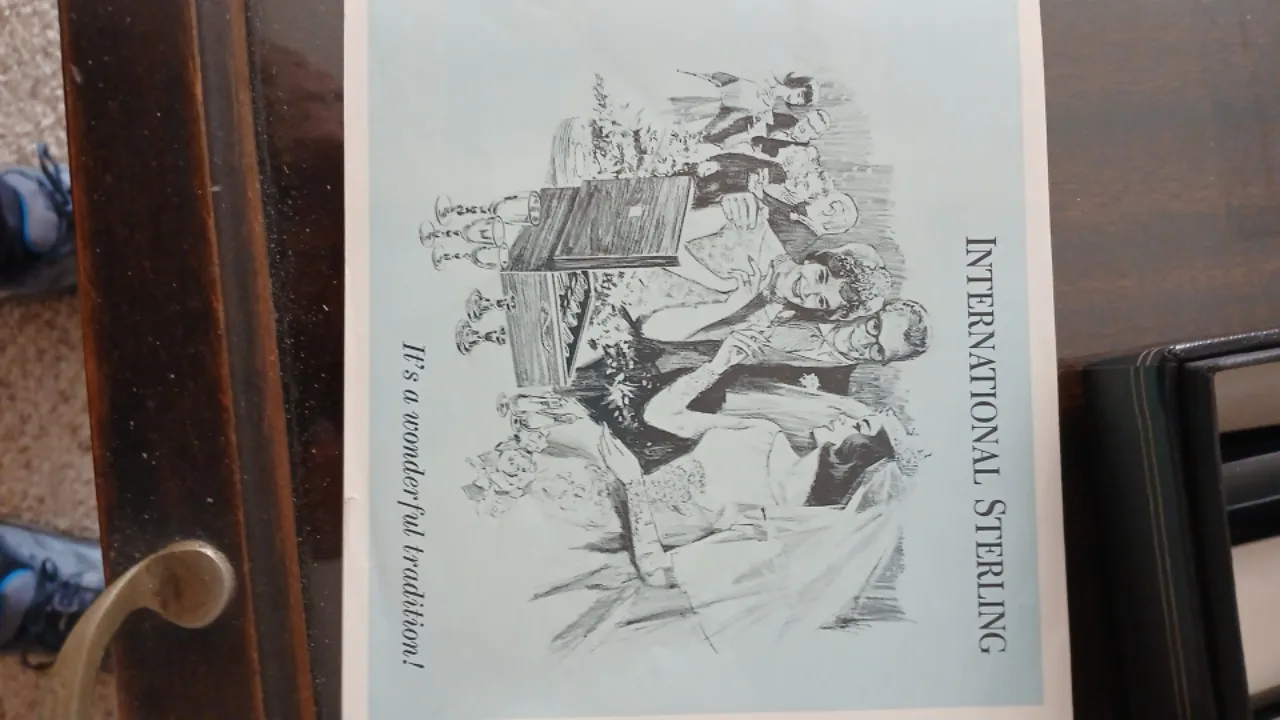 INTERNATIONAL STERLING
It's a wonderful tradition!